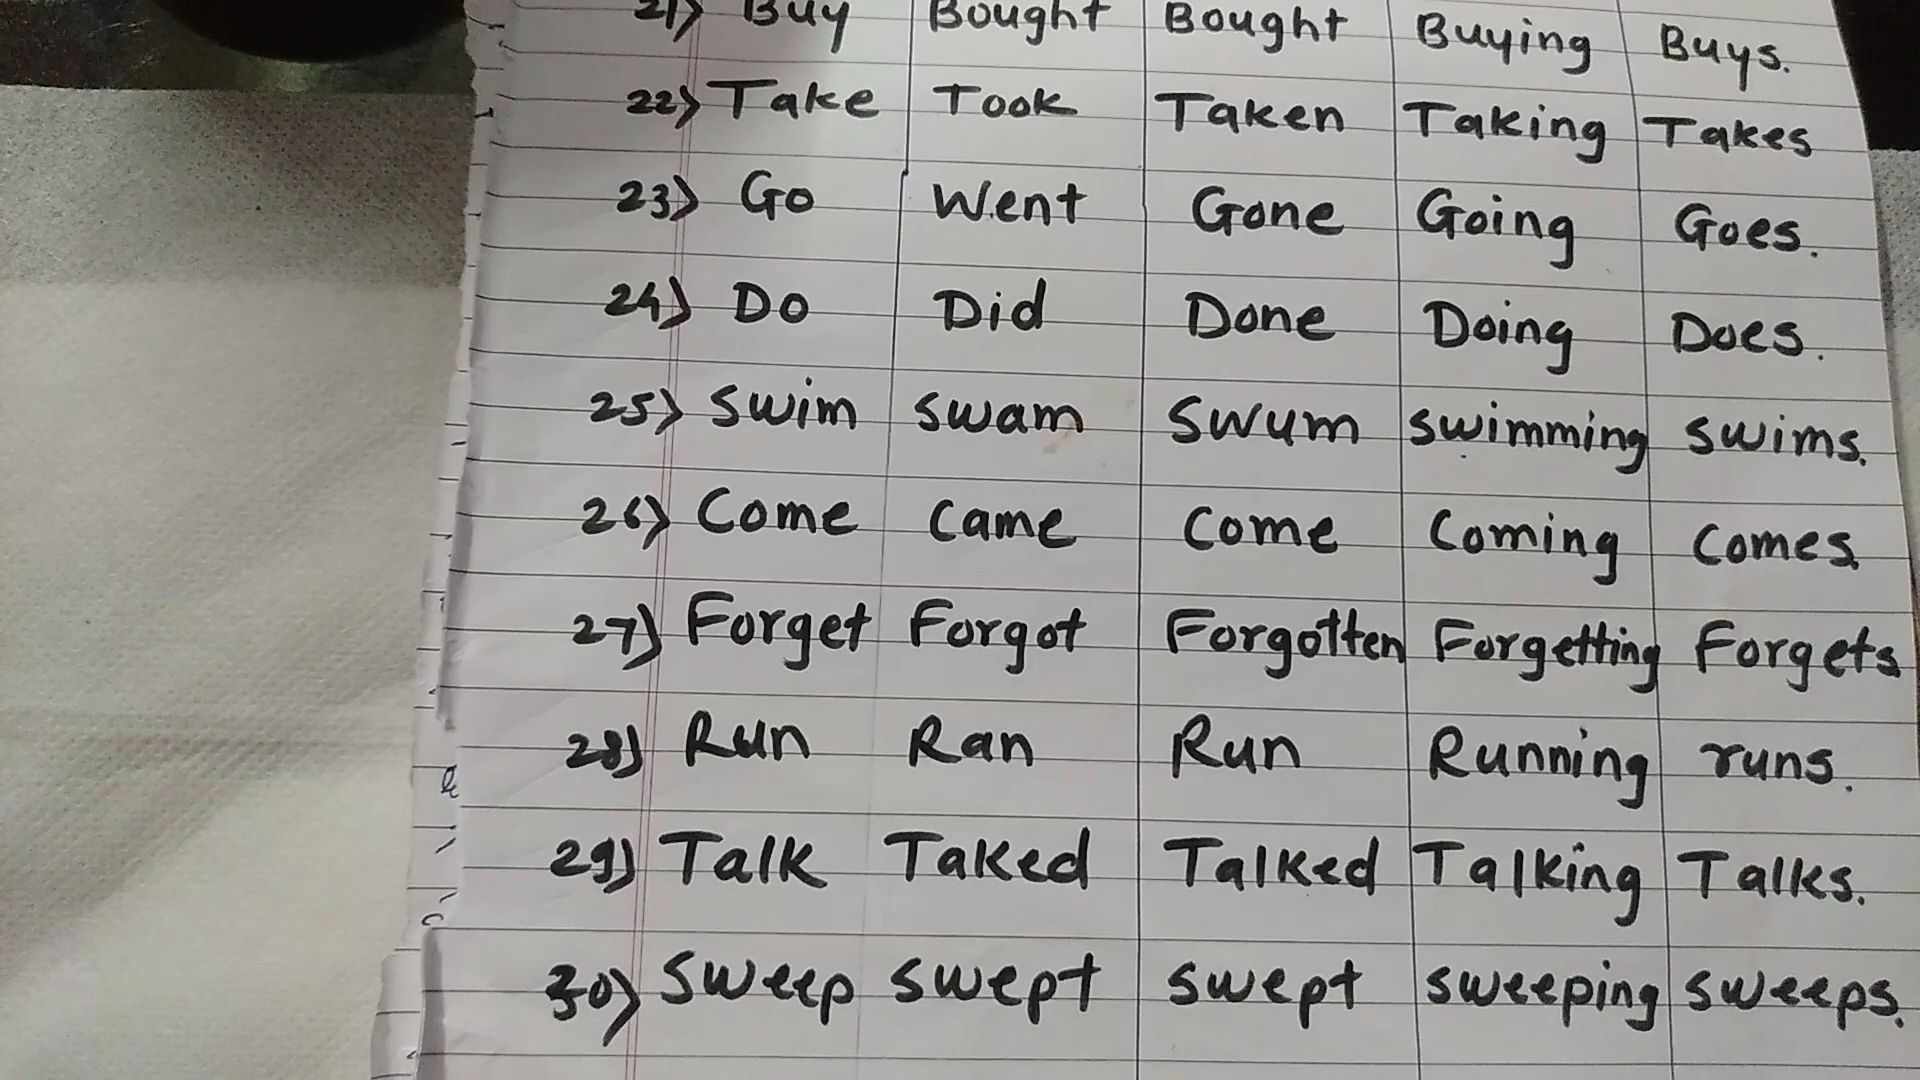 21) Buy Bought Bought Buying Buys.
22) Take Took Taken Taking Takes
23) Go Went Gone Going Goes.
24) Do Did Done Doing Does.
25) Swim Swam Swum Swimming Swims.
26) Come Came Come Coming Comes.
27) Forget Forgot Forgotten Forgetting Forgets
28) Run Ran Run Running runs.
29) Talk Taked Talked Talking Talks.
30) Sweep Swept Swept Sweeping Sweeps.